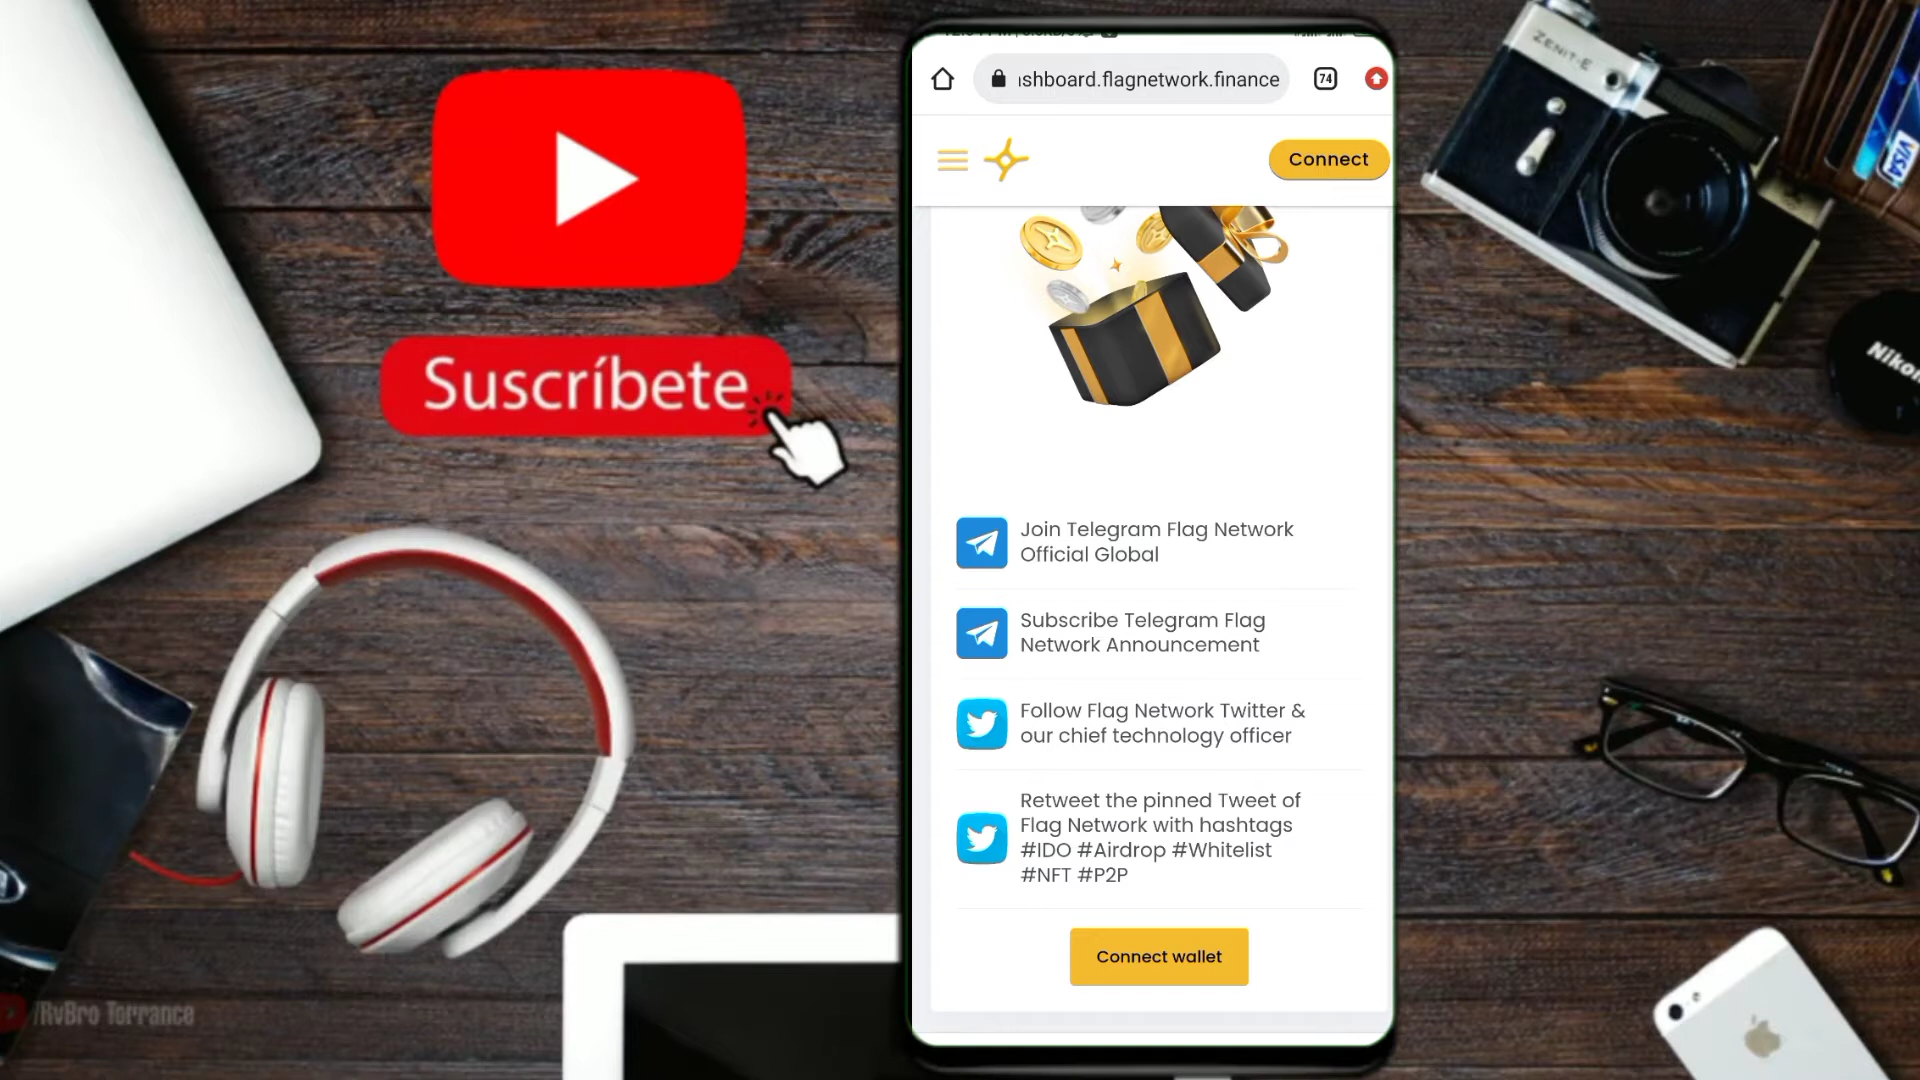 ZENIT-E
VISA
74
shboard.flagnetwork.finance
Connect
Suscríbete
Nikon
Join Telegram Flag Network
Official Global
Subscribe Telegram Flag
Network Announcement
Follow Flag Network Twitter &
our chief technology officer
Retweet the pinned Tweet of
Flag Network with hashtags
#IDO #Airdrop #Whitelist
#NFT #P2P
Connect wallet
/RvBro Torrance